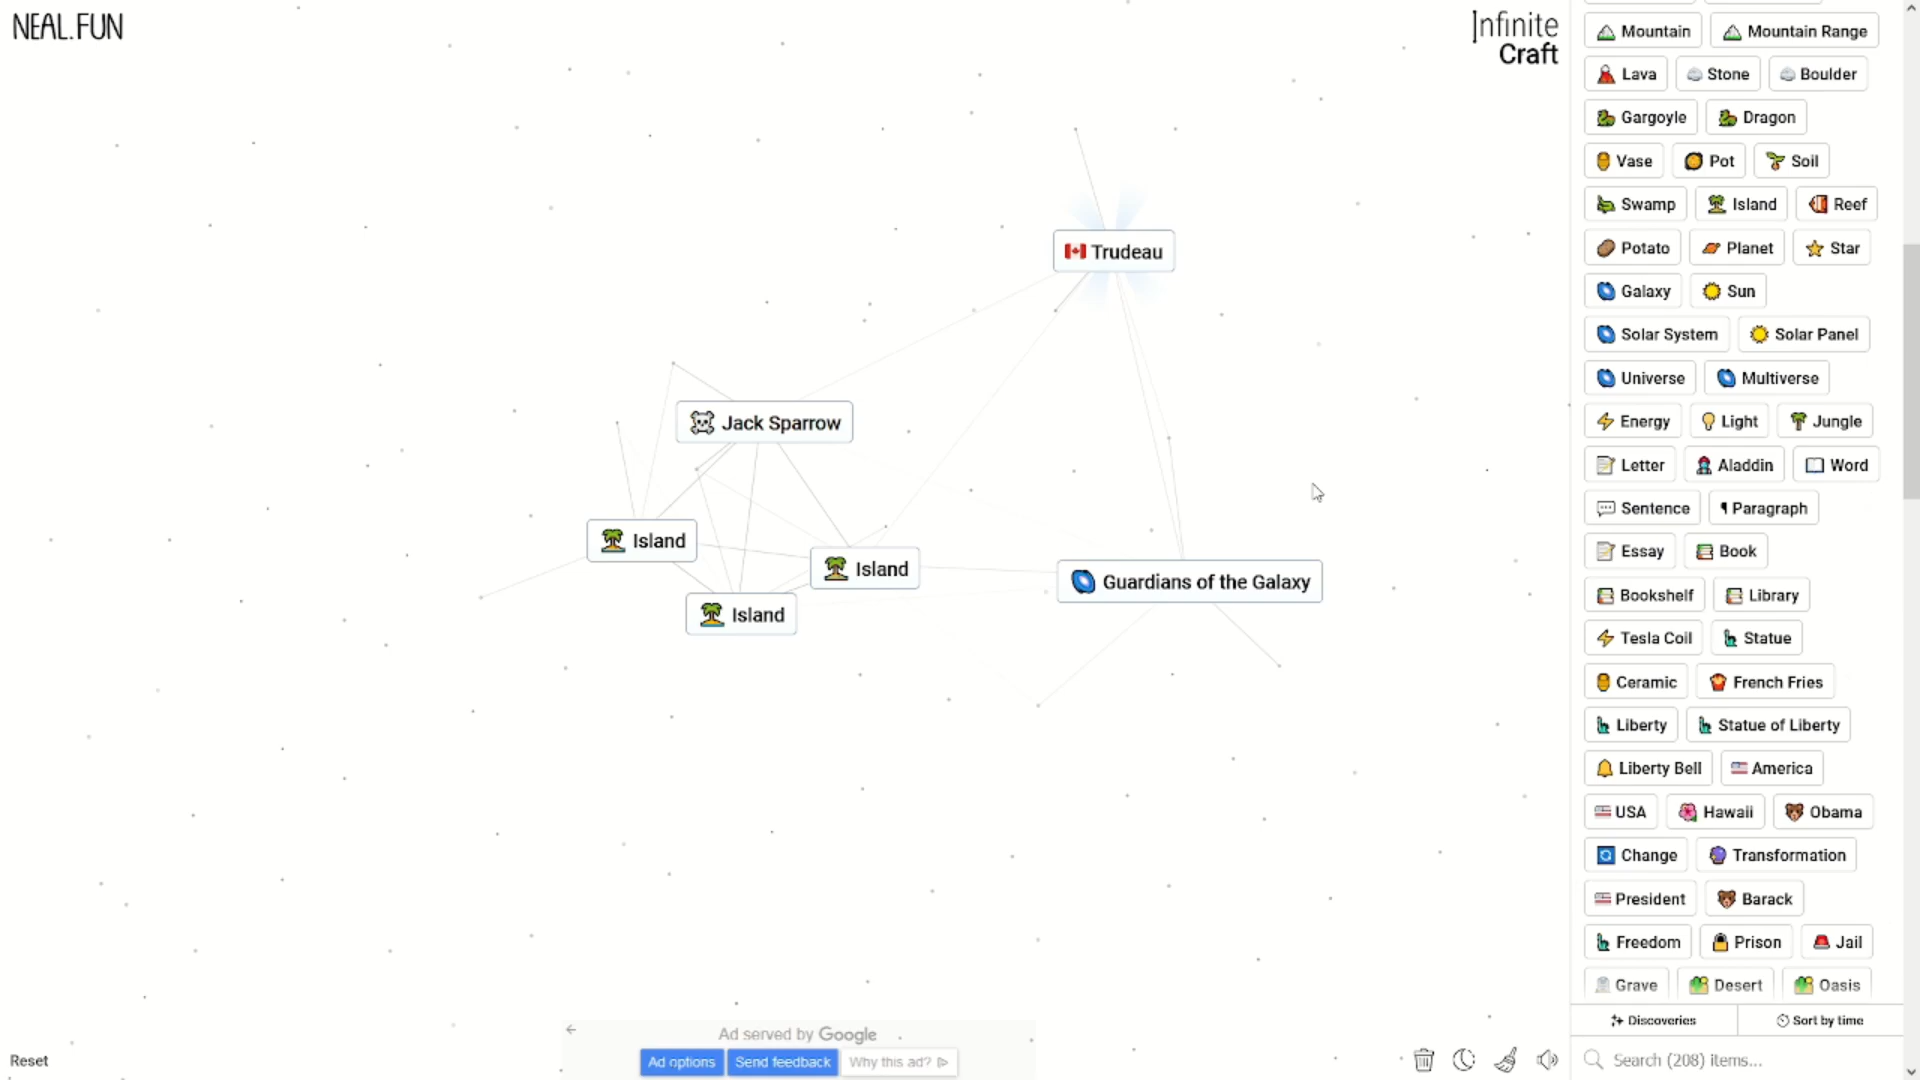 NEAL.FUN
Infinite
Craft
Trudeau
Jack Sparrow
Island
Island
Island
Guardians of the Galaxy
Mountain Mountain Range
Lava Stone Boulder
Gargoyle Dragon
Vase Pot Soil
Swamp Island Reef
Potato Planet Star
Galaxy Sun
Solar System Solar Panel
Universe Multiverse
Energy Light Jungle
Letter Aladdin Word
Sentence Paragraph
Essay Book
Bookshelf Library
Tesla Coil Statue
Ceramic French Fries
Liberty Statue of Liberty
Liberty Bell America
USA Hawaii Obama
Change Transformation
President Barack
Freedom Prison Jail
Grave Desert Oasis
Discoveries Sort by time
Search (208) items...
Ad served by Google
Ad options Send feedback Why this ad?
Reset